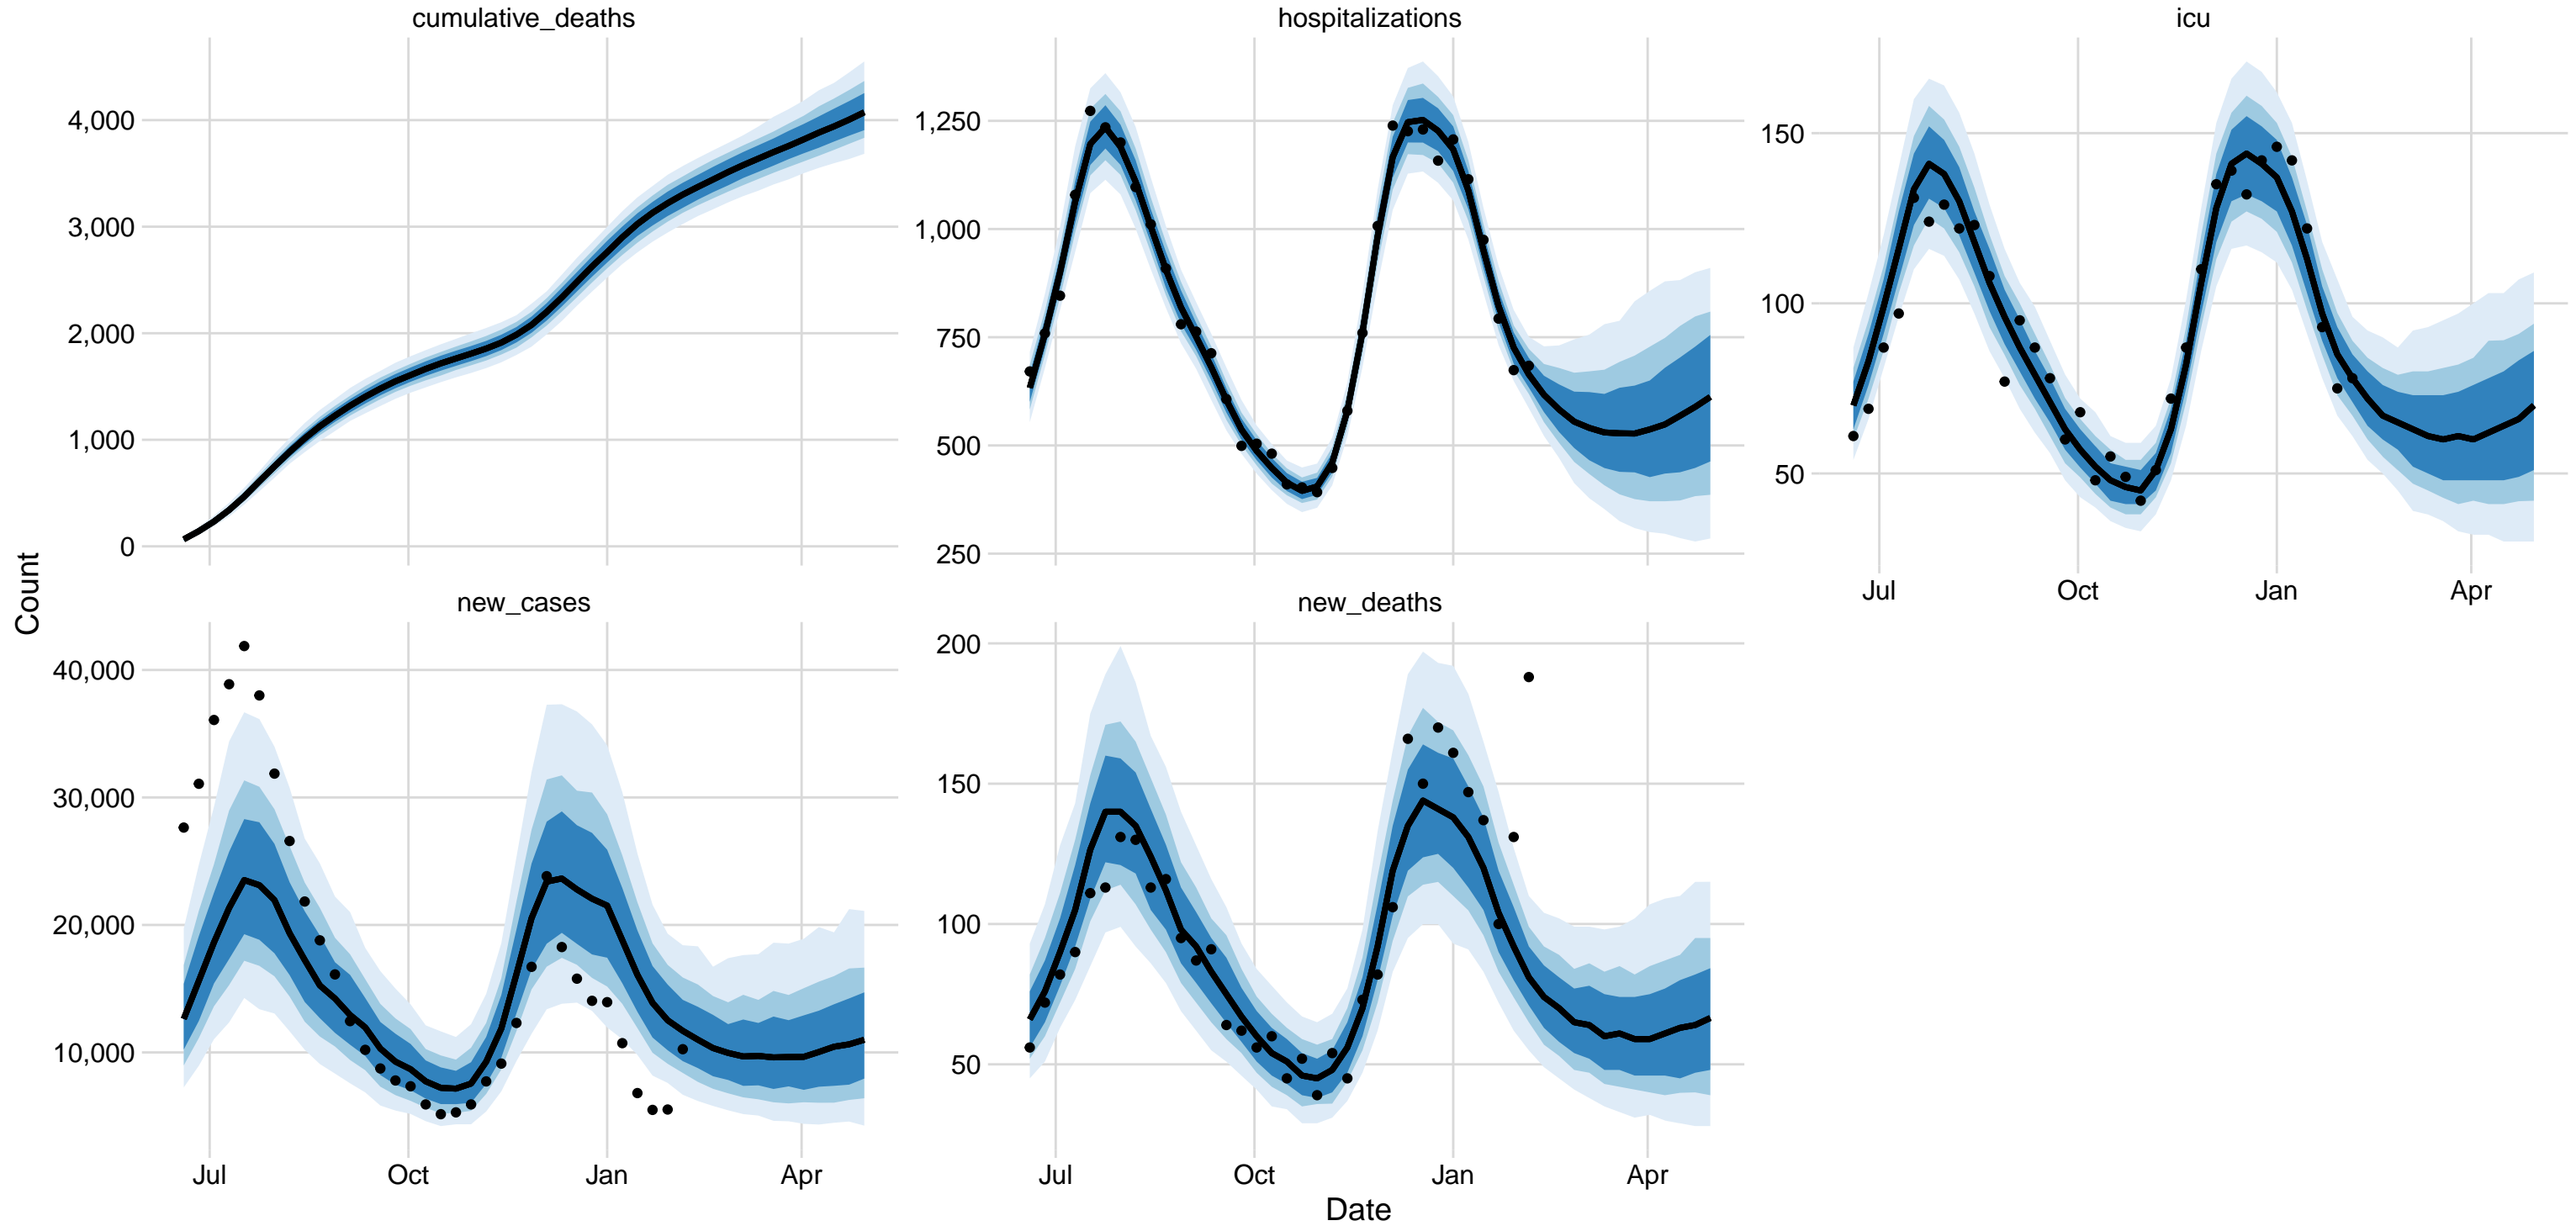 cumulative_deaths
hospitalizations
icu
4,000
3,000
2,000
1,000
0
1,250
1,000
750
500
250
150
100
50
Jul Oct Jan Apr
Count
new_cases
new_deaths
40,000
30,000
20,000
10,000
200
150
100
50
Jul Oct Jan Apr
Jul Oct Jan Apr
Date